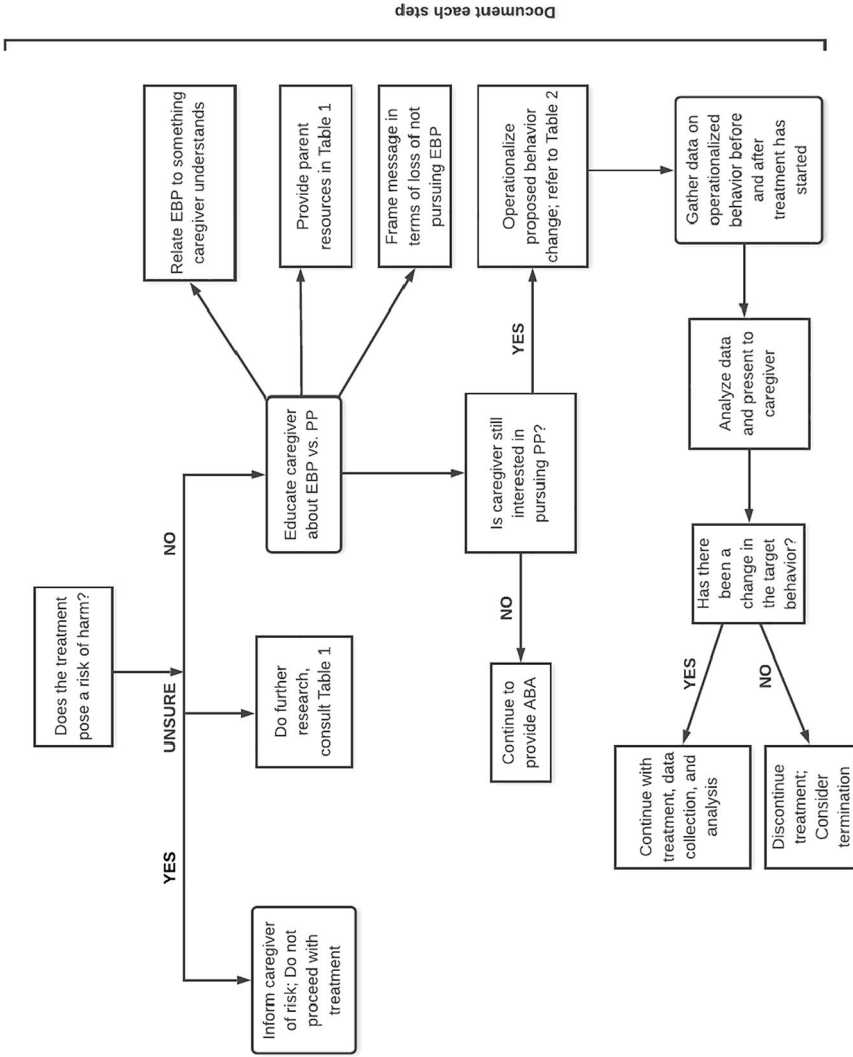 Does the treatment
pose a risk of harm?
YES
UNSURE
NO
Inform caregiver
of risk; Do not
proceed with
treatment
Do further
research,
consult Table 1
Educate caregiver
about EBP vs. PP
Relate EBP to something
caregiver understands
Provide parent
resources in Table 1
Frame message in
terms of loss of not
pursuing EBP
Is caregiver still
interested in
pursuing PP?
NO
YES
Continue to
provide ABA
Operationalize
proposed behavior
change; refer to Table 2
Gather data on
operationalized
behavior before
and after
treatment has
started
Analyze data
and present to
caregiver
Has there
been a
change in
the target
behavior?
YES
NO
Continue with
treatment, data
collection, and
analysis
Discontinue
treatment;
Consider
termination
Document each step